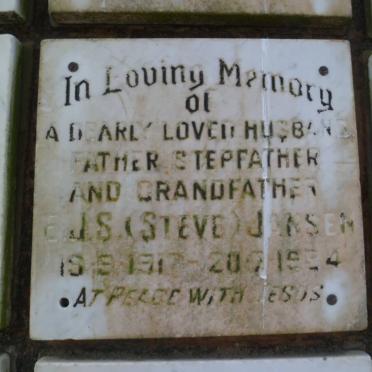 In Loving Memory
of
A DEARLY LOVED HUSBAND
FATHER STEPFATHER
AND GRANDFATHER
J.S. (STEVE) JANSEN
AT PEACE WITH JESUS